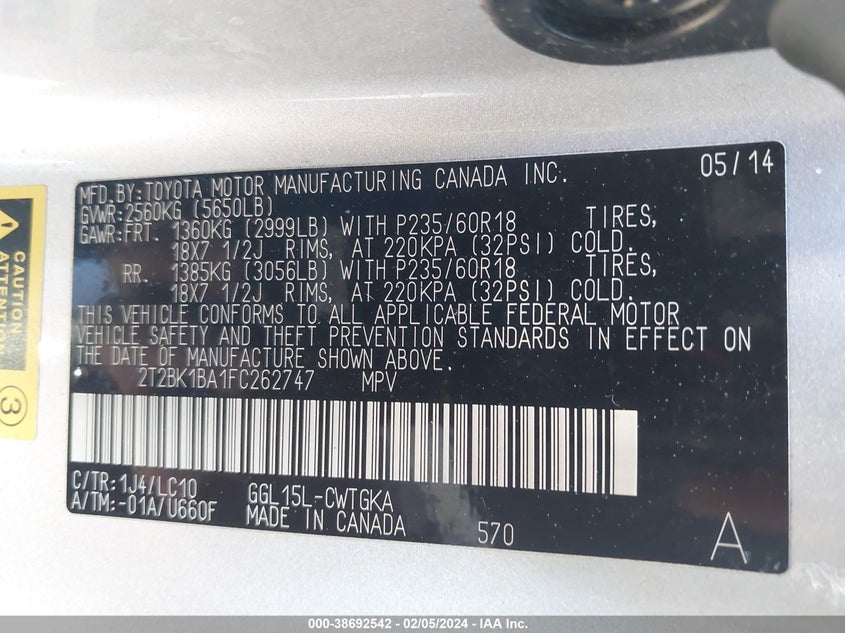 MFD.BY:TOYOTA MOTOR MANUFACTURING CANADA INC. 05/14
GVWR:2560KG (5650LB)
GAWR:FRT. 1360KG (2999LB) WITH P235/60R18 TIRES,
18X7 1/2J RIMS, AT 220KPA (32PSI) COLD.
RR. 1385KG (3056LB) WITH P235/60R18 TIRES,
18X7 1/2J RIMS, AT 220KPA (32PSI) COLD.
THIS VEHICLE CONFORMS TO ALL APPLICABLE FEDERAL MOTOR
VEHICLE SAFETY AND THEFT PREVENTION STANDARDS IN EFFECT ON
THE DATE OF MANUFACTURE SHOWN ABOVE.
2T2BK1BA1FC262747 MPV
C/TR:1J4/LC10 GGL15L-CWTGKA
A/TM:-01A/U660F MADE IN CANADA 570 A
CAUTION
ATTENTION
3
000-38692542 - 02/05/2024 - IAA Inc.